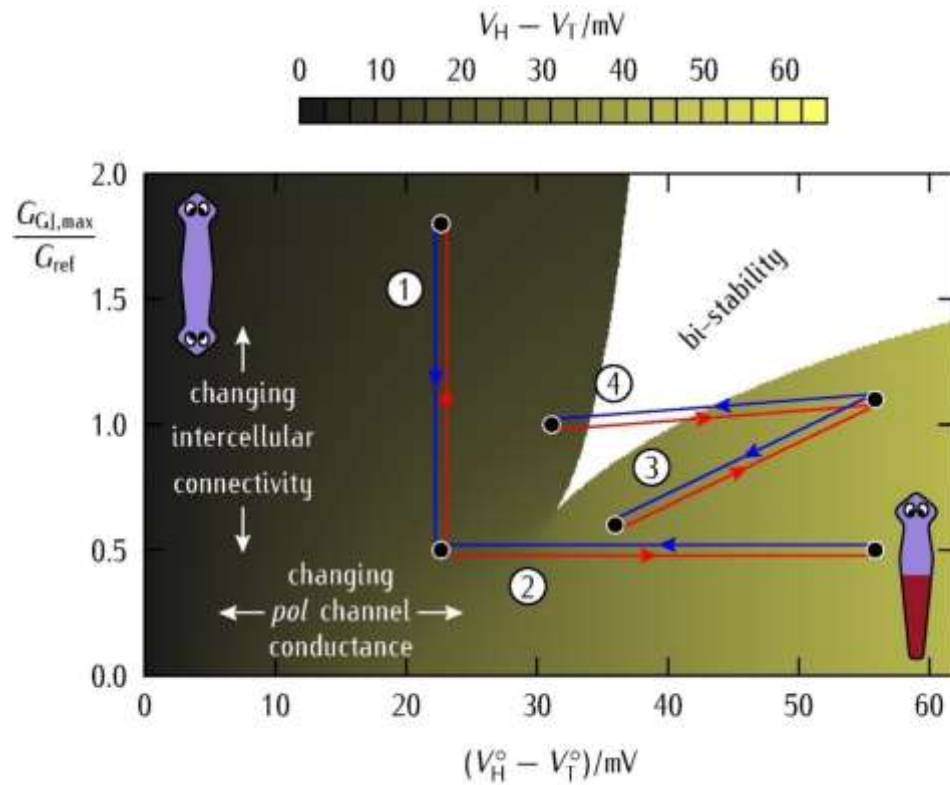 V_H − V_T/mV
0 10 20 30 40 50 60
2.0
G_GJ,max
G_ref
1.5
1.0
0.5
0.0
1
bi-stability
4
changing
intercellular
connectivity
3
changing
pol channel
conductance
2
0 10 20 30 40 50 60
(V°_H − V°_T)/mV